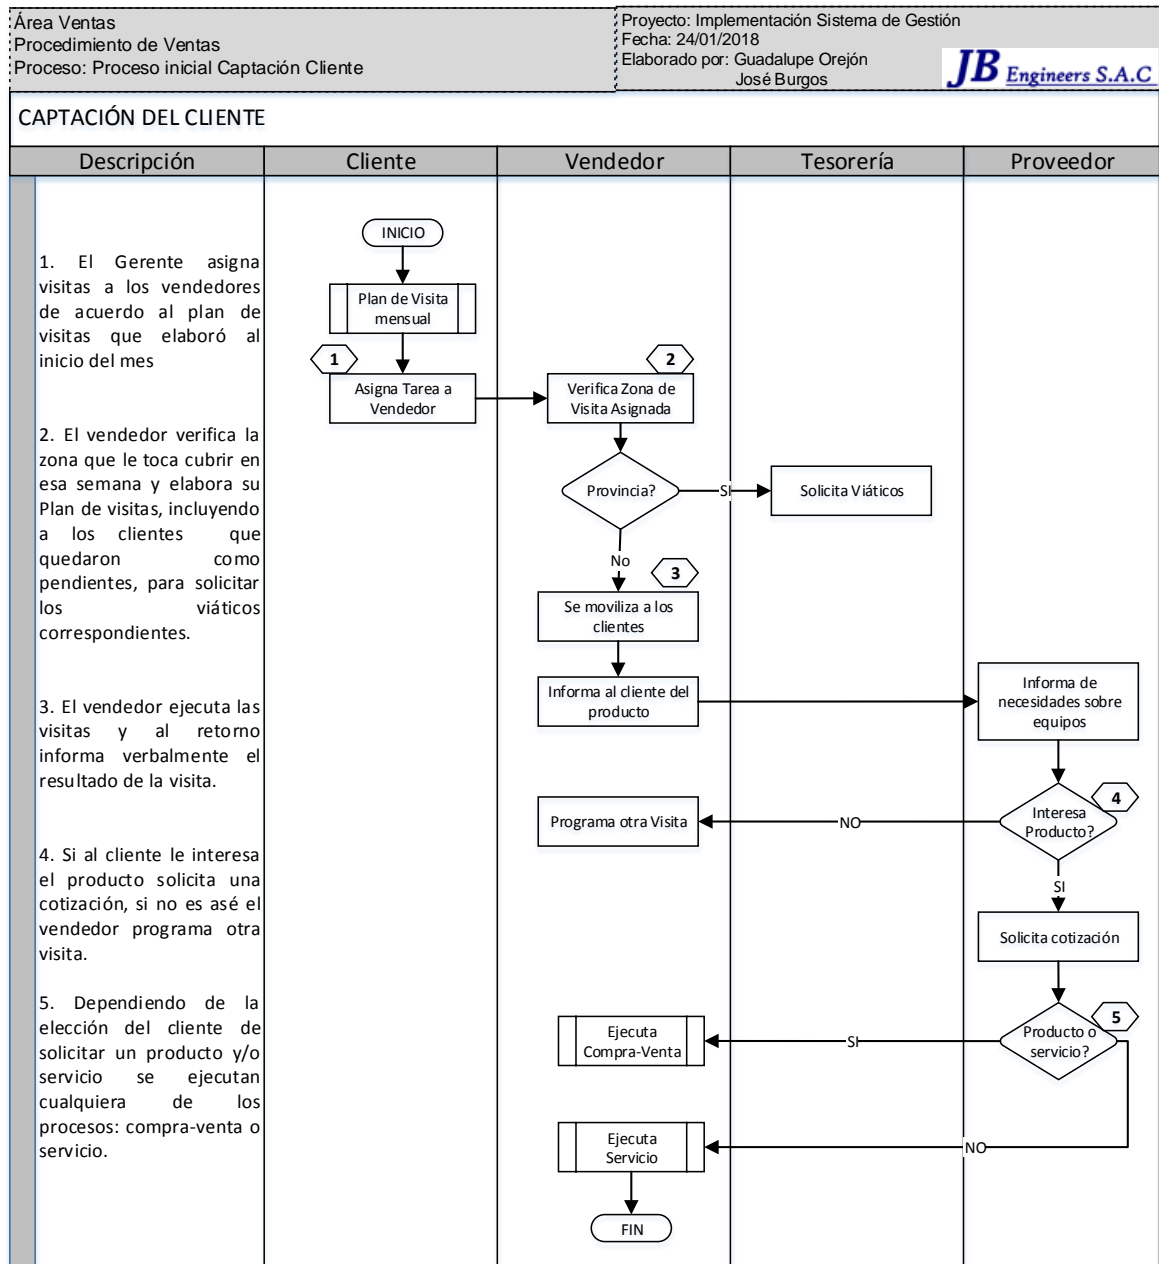 Área Ventas
Procedimiento de Ventas
Proceso: Proceso inicial Captación Cliente
Proyecto: Implementación Sistema de Gestión
Fecha: 24/01/2018
Elaborado por: Guadalupe Orejón
José Burgos
JB Engineers S.A.C
CAPTACIÓN DEL CLIENTE
Descripción
Cliente
Vendedor
Tesorería
Proveedor
1. El Gerente asigna
visitas a los vendedores
de acuerdo al plan de
visitas que elaboró al
inicio del mes
2. El vendedor verifica la
zona que le toca cubrir en
esa semana y elabora su
Plan de visitas, incluyendo
a los clientes que
quedaron como
pendientes, para solicitar
los viáticos
correspondientes.
3. El vendedor ejecuta las
visitas y al retorno
informa verbalmente el
resultado de la visita.
4. Si al cliente le interesa
el producto solicita una
cotización, si no es asé el
vendedor programa otra
visita.
5. Dependiendo de la
elección del cliente de
solicitar un producto y/o
servicio se ejecutan
cualquiera de los
procesos: compra-venta o
servicio.
INICIO
Plan de Visita
mensual
1
Asigna Tarea a
Vendedor
2
Verifica Zona de
Visita Asignada
Provincia?
SI
Solicita Viáticos
No
3
Se moviliza a los
clientes
Informa al cliente del
producto
Informa de
necesidades sobre
equipos
4
Interesa
Producto?
NO
Programa otra Visita
SI
Solicita cotización
5
Producto o
servicio?
SI
Ejecuta
Compra-Venta
NO
Ejecuta
Servicio
FIN